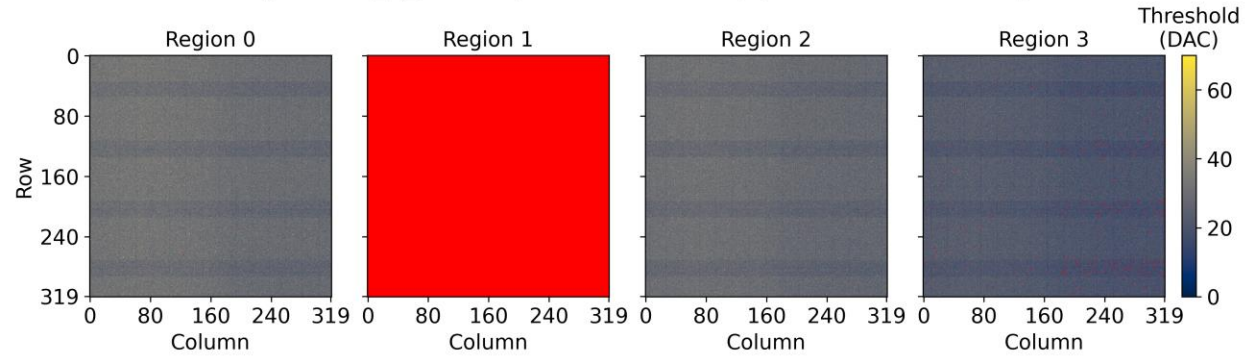 Threshold
(DAC)
Region 0 Region 1 Region 2 Region 3
0
80
160
240
319
Row
0 80 160 240 319 0 80 160 240 319 0 80 160 240 319 0 80 160 240 319
Column Column Column Column
60
40
20
0